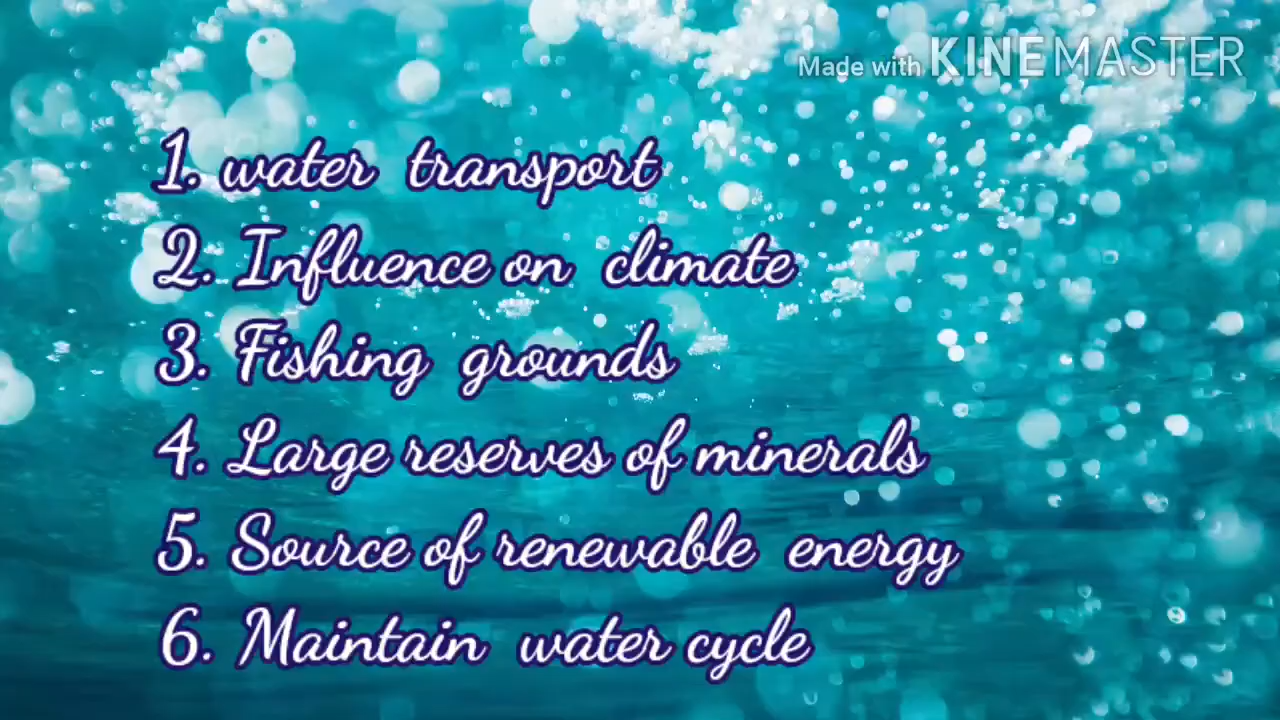 Made with KINEMASTER
1. water transport
2. Influence on climate
3. Fishing grounds
4. Large reserves of minerals
5. Source of renewable energy
6. Maintain water cycle